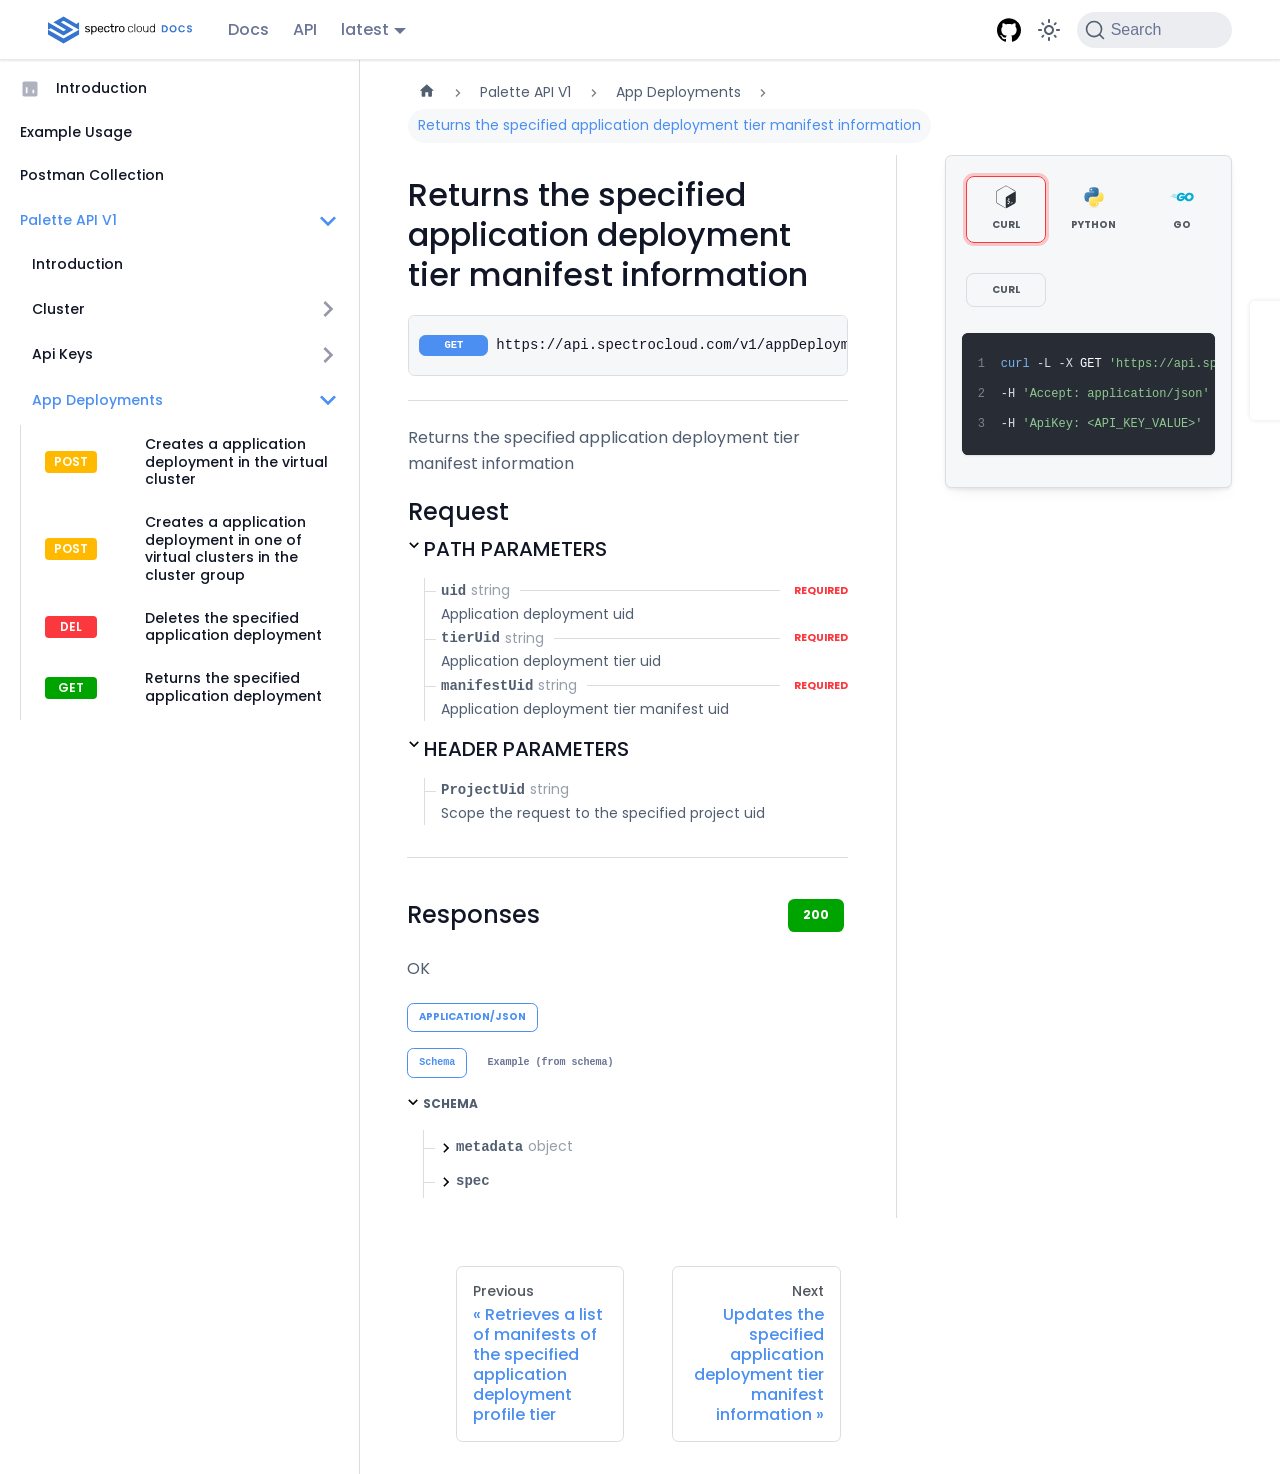 spectro cloud DOCS
Docs API latest
Search
Introduction
Example Usage
Postman Collection
Palette API V1
Introduction
Cluster
Api Keys
App Deployments
POST
Creates a application
deployment in the virtual
cluster
POST
Creates a application
deployment in one of
virtual clusters in the
cluster group
DEL
Deletes the specified
application deployment
GET
Returns the specified
application deployment
Palette API V1
App Deployments
Returns the specified application deployment tier manifest information
Returns the specified
application deployment
tier manifest information
GET https://api.spectrocloud.com/v1/appDeploym
Returns the specified application deployment tier
manifest information
Request
PATH PARAMETERS
uid string REQUIRED
Application deployment uid
tierUid string REQUIRED
Application deployment tier uid
manifestUid string REQUIRED
Application deployment tier manifest uid
HEADER PARAMETERS
ProjectUid string
Scope the request to the specified project uid
Responses 200
OK
APPLICATION/JSON
Schema Example (from schema)
SCHEMA
metadata object
spec
CURL PYTHON GO
CURL
1 curl -L -X GET 'https://api.sp
2 -H 'Accept: application/json'
3 -H 'ApiKey: <API_KEY_VALUE>'
Previous
« Retrieves a list
of manifests of
the specified
application
deployment
profile tier
Next
Updates the
specified
application
deployment tier
manifest
information »